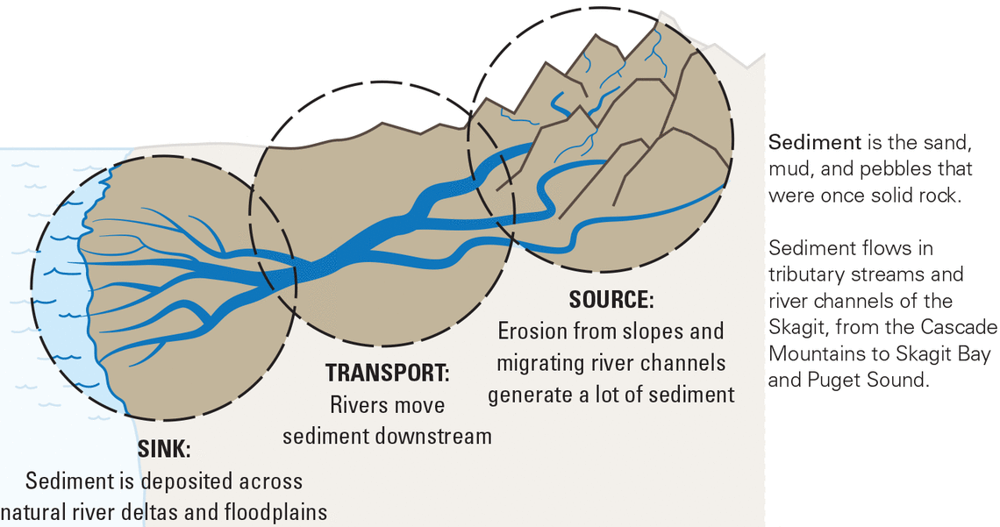 Sediment is the sand,
mud, and pebbles that
were once solid rock.
Sediment flows in
tributary streams and
river channels of the
Skagit, from the Cascade
Mountains to Skagit Bay
and Puget Sound.
SOURCE:
Erosion from slopes and
migrating river channels
generate a lot of sediment
TRANSPORT:
Rivers move
sediment downstream
SINK:
Sediment is deposited across
natural river deltas and floodplains